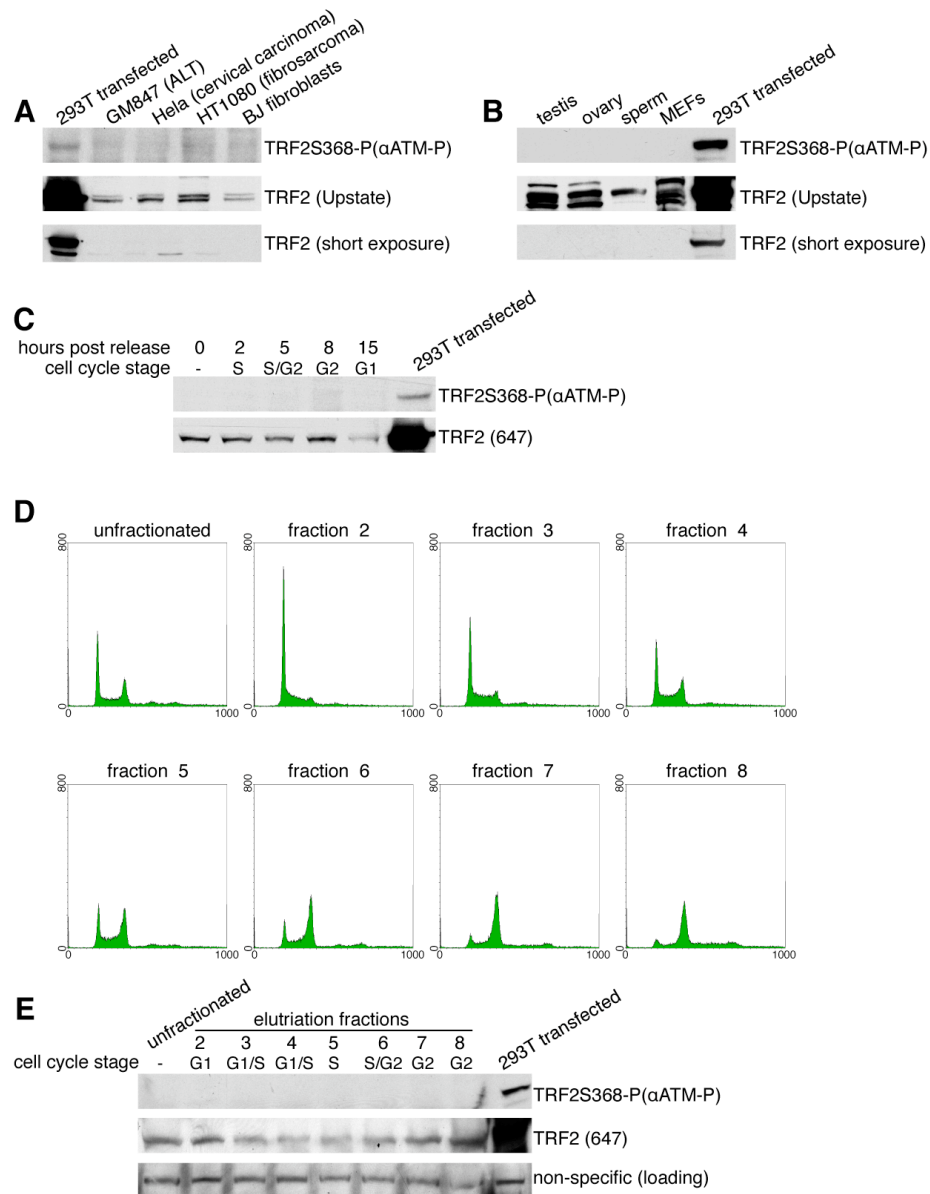 A
293T transfected
GM847 (ALT)
Hela (cervical carcinoma)
HT1080 (fibrosarcoma)
BJ fibroblasts
TRF2S368-P(αATM-P)
TRF2 (Upstate)
TRF2 (short exposure)
B
testis
ovary
sperm
MEFs
293T transfected
TRF2S368-P(αATM-P)
TRF2 (Upstate)
TRF2 (short exposure)
C
hours post release 0 2 5 8 15
cell cycle stage - S S/G2 G2 G1
293T transfected
TRF2S368-P(αATM-P)
TRF2 (647)
D
unfractionated
800
0
0 1000
fraction 2
800
0
0 1000
fraction 3
800
0
0 1000
fraction 4
800
0
0 1000
fraction 5
800
0
0 1000
fraction 6
800
0
0 1000
fraction 7
800
0
0 1000
fraction 8
800
0
0 1000
E
unfractionated
elutriation fractions
2 3 4 5 6 7 8
cell cycle stage - G1 G1/S G1/S S S/G2 G2 G2
293T transfected
TRF2S368-P(αATM-P)
TRF2 (647)
non-specific (loading)